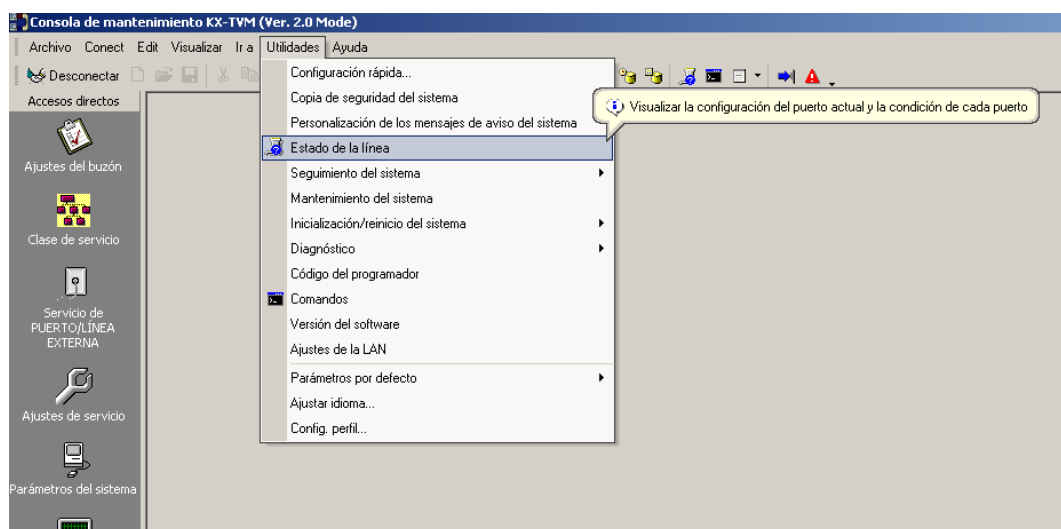 Consola de mantenimiento KX-TVM (Ver. 2.0 Mode)
Archivo Conect Edit Visualizar Ir a Utilidades Ayuda
Desconectar
Accesos directos
Ajustes del buzón
Clase de servicio
Servicio de
PUERTO/LÍNEA
EXTERNA
Ajustes de servicio
Parámetros del sistema
Configuración rápida...
Copia de seguridad del sistema
Personalización de los mensajes de aviso del sistema
Estado de la línea
Seguimiento del sistema
Mantenimiento del sistema
Inicialización/reinicio del sistema
Diagnóstico
Código del programador
Comandos
Versión del software
Ajustes de la LAN
Parámetros por defecto
Ajustar idioma...
Config. perfil...
Visualizar la configuración del puerto actual y la condición de cada puerto